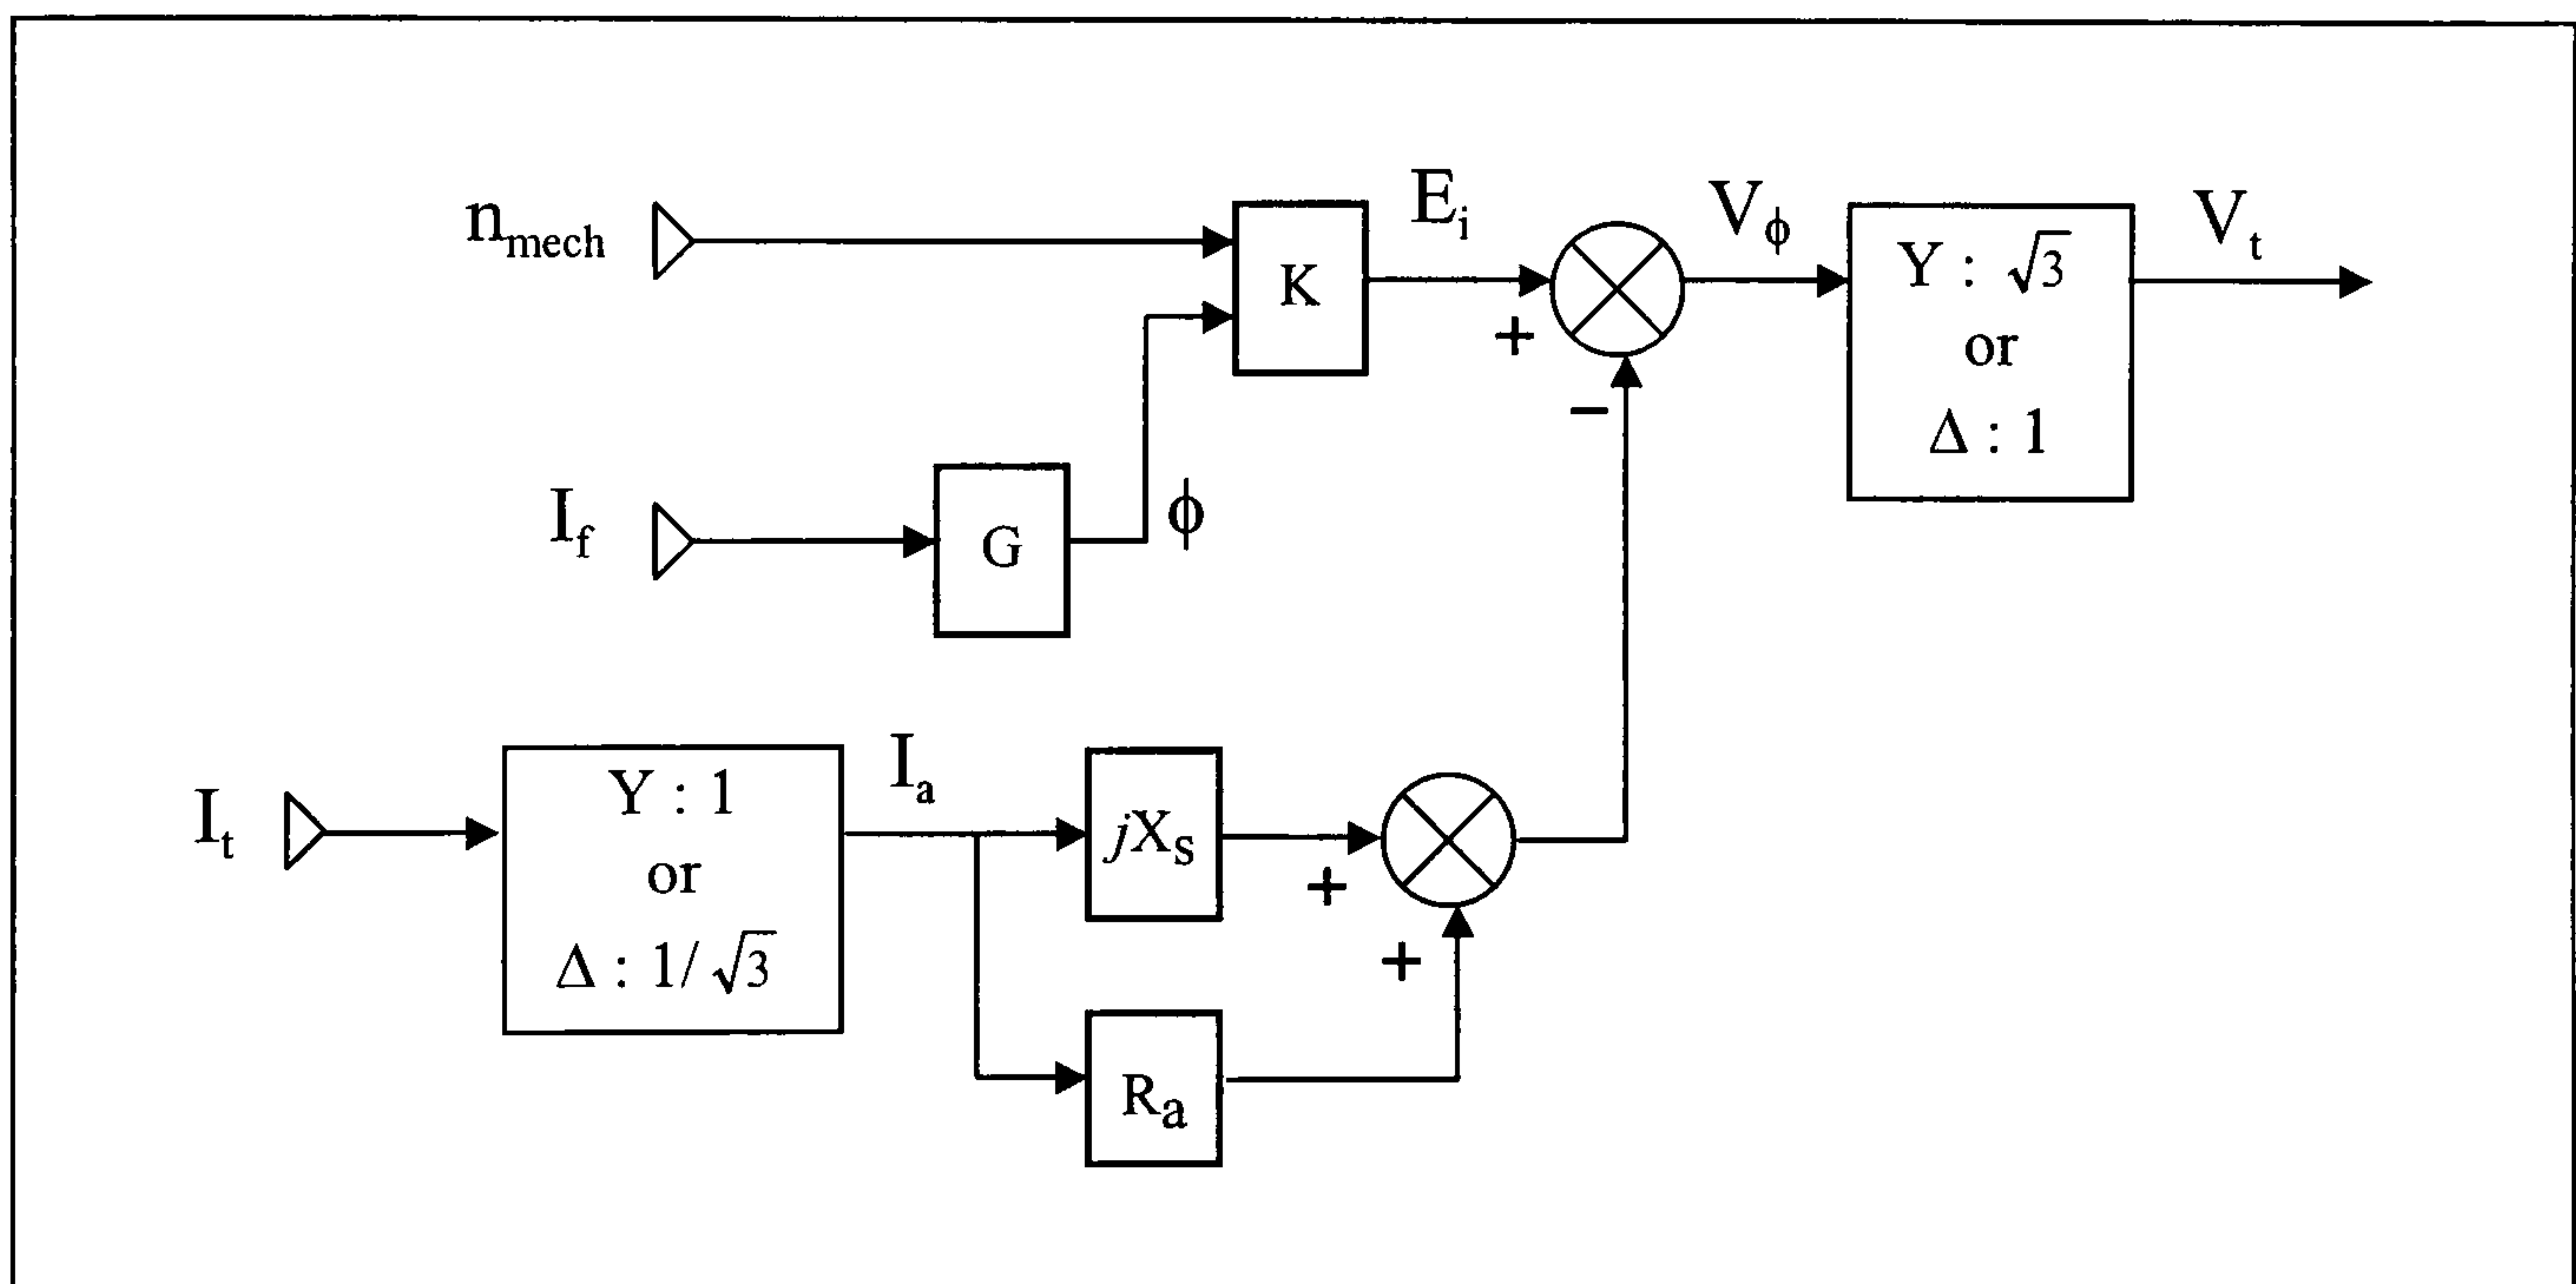 n_mech
K
E_i
+
V_ϕ
Y : √3
or
Δ : 1
V_t
−
I_f
G
ϕ
I_t
Y : 1
or
Δ : 1/√3
I_a
jX_s
+
+
R_a